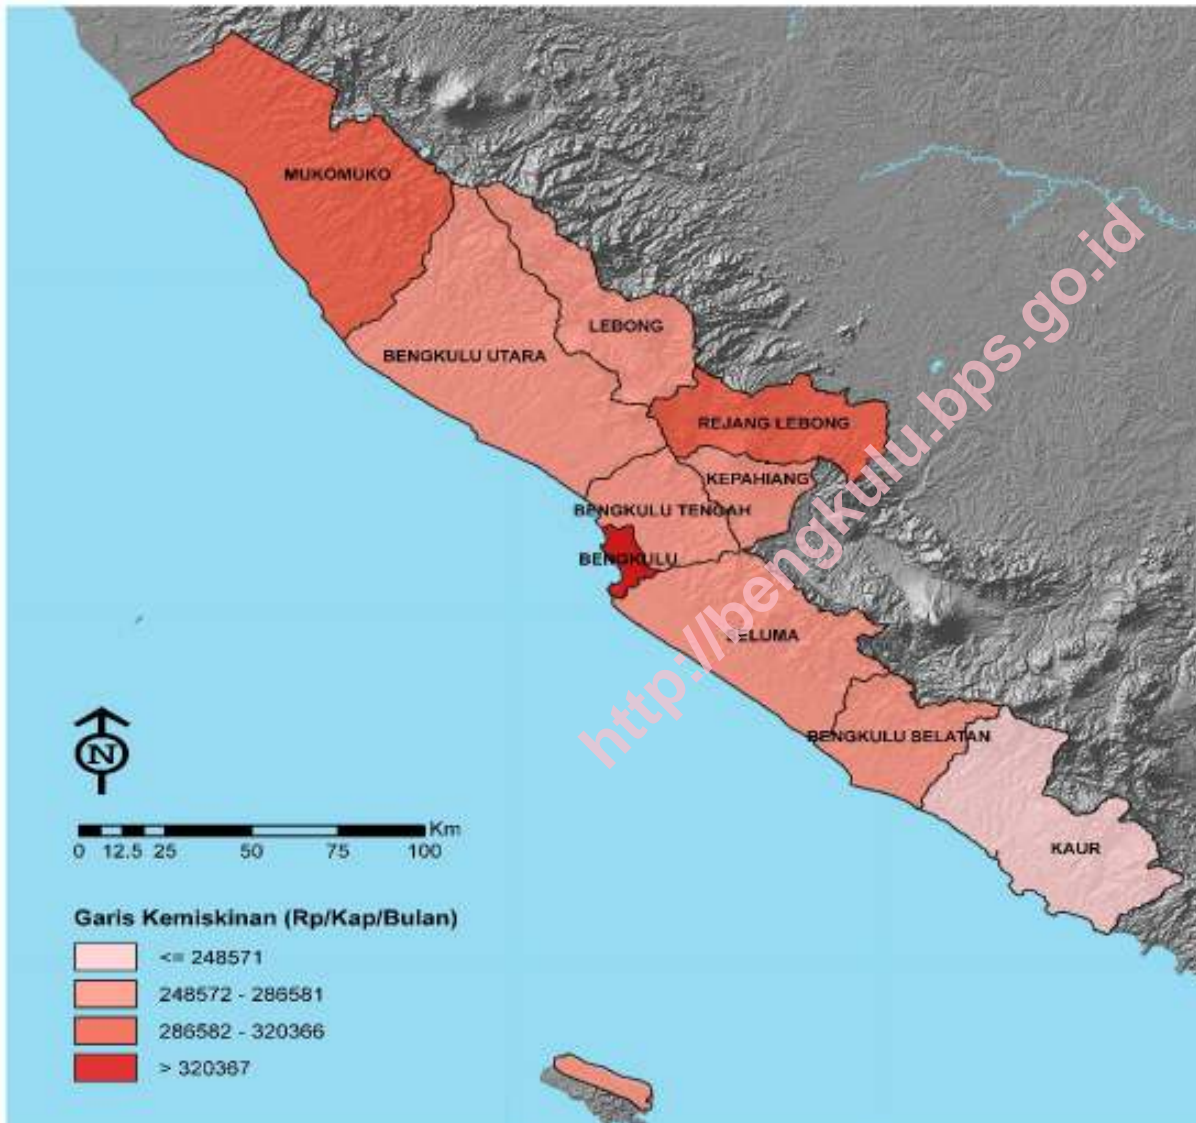 MUKOMUKO
LEBONG
BENGKULU UTARA
REJANG LEBONG
KEPAHIANG
BENGKULU TENGAH
BENGKULU
SELUMA
BENGKULU SELATAN
KAUR
http://bengkulu.bps.go.id
N
Km
0 12.5 25 50 75 100
Garis Kemiskinan (Rp/Kap/Bulan)
<= 248571
248572 - 286581
286582 - 320366
> 320367